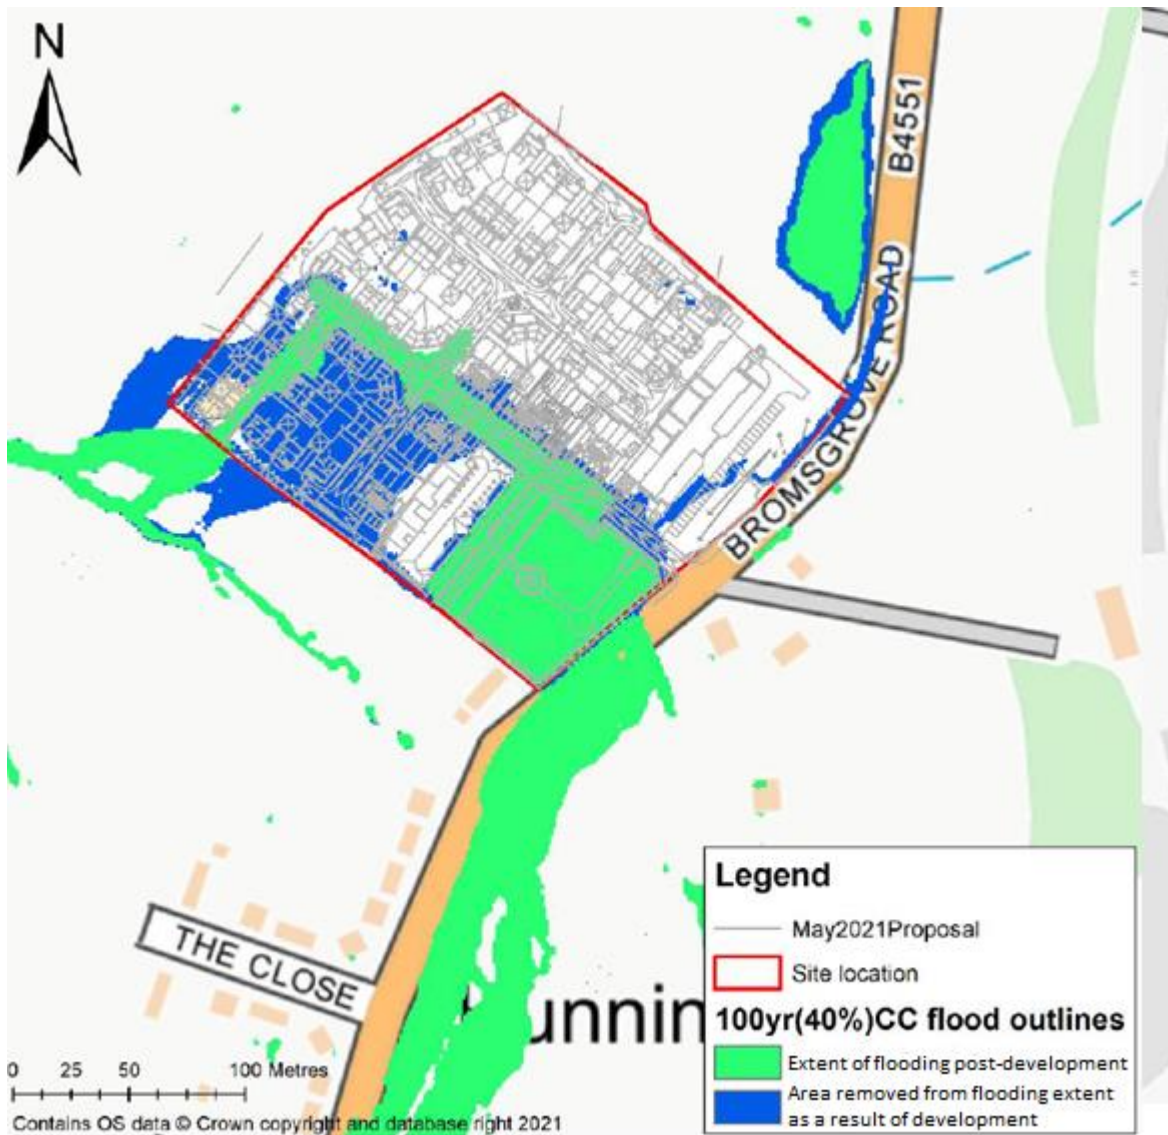 N
B4551
BROMSGROVE ROAD
THE CLOSE
unnin
Legend
May2021Proposal
Site location
100yr(40%)CC flood outlines
Extent of flooding post-development
Area removed from flooding extent
as a result of development
0 25 50 100 Metres
Contains OS data © Crown copyright and database right 2021